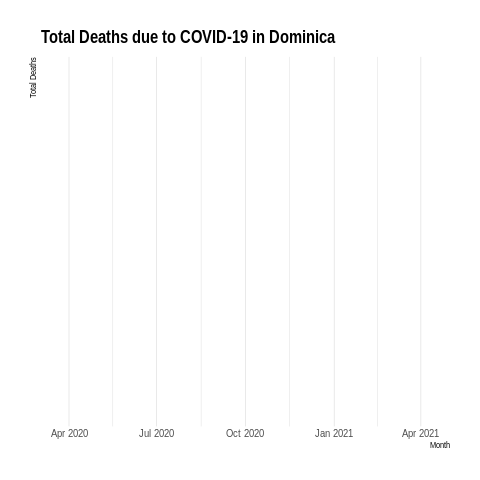 Total Deaths due to COVID-19 in Dominica
Total Deaths
Apr 2020 Jul 2020 Oct 2020 Jan 2021 Apr 2021
Month